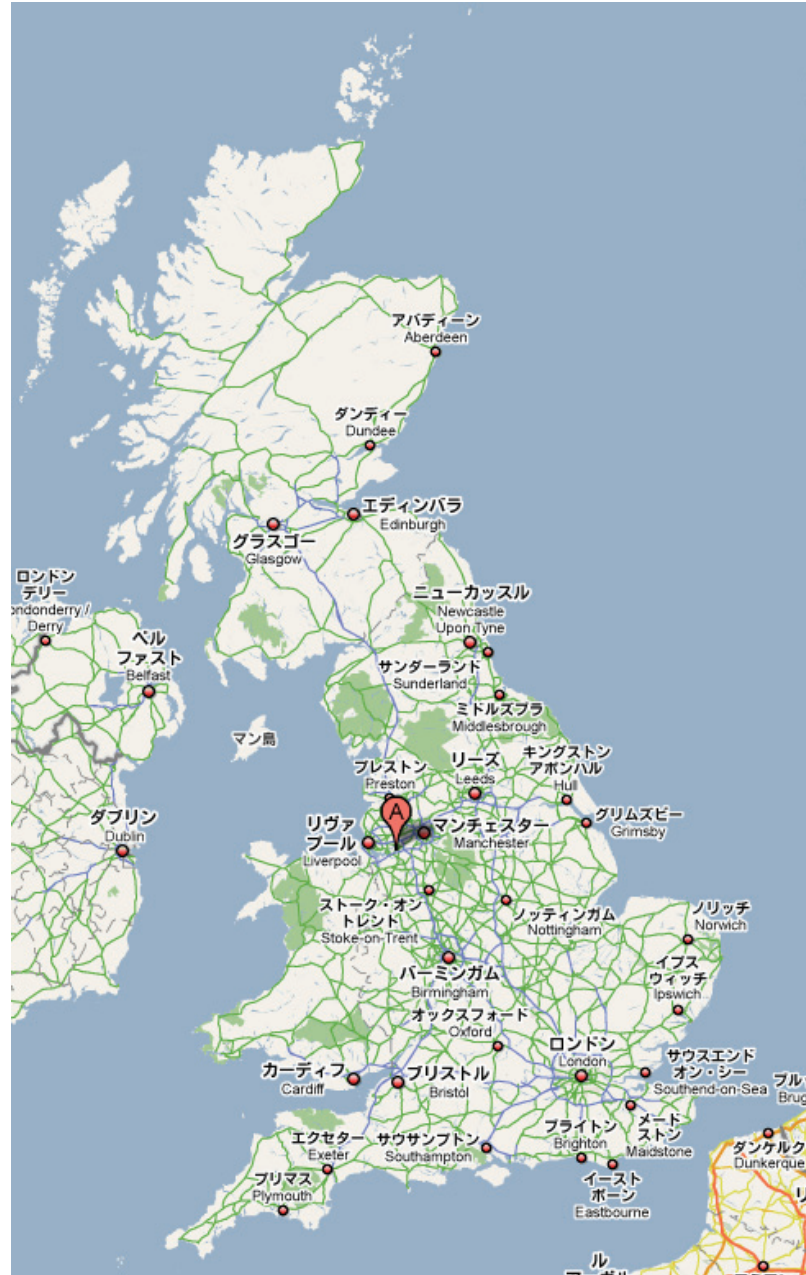 アバディーン
Aberdeen
ダンディー
Dundee
エディンバラ
Edinburgh
グラスゴー
Glasgow
ロンドン
デリー
ondonderry /
Derry
ベル
ファスト
Belfast
ニューカッスル
Newcastle
Upon Tyne
サンダーランド
Sunderland
ミドルズブラ
Middlesbrough
マン島
プレストン
Preston
リーズ
Leeds
キングストン
アポンハル
Hull
グリムズビー
Grimsby
ダブリン
Dublin
リヴァ
プール
Liverpool
A
マンチェスター
Manchester
ストーク・オン
トレント
Stoke-on-Trent
ノッティンガム
Nottingham
ノリッチ
Norwich
バーミンガム
Birmingham
イプス
ウィッチ
Ipswich
オックスフォード
Oxford
ロンドン
London
サウスエンド
オン・シー
Southend-on-Sea
カーディフ
Cardiff
ブリストル
Bristol
メード
ストン
Maidstone
ブル
Brug
エクセター
Exeter
サウサンプトン
Southampton
ブライトン
Brighton
イースト
ボーン
Eastbourne
ダンケルク
Dunkerque
プリマス
Plymouth
リ
ル